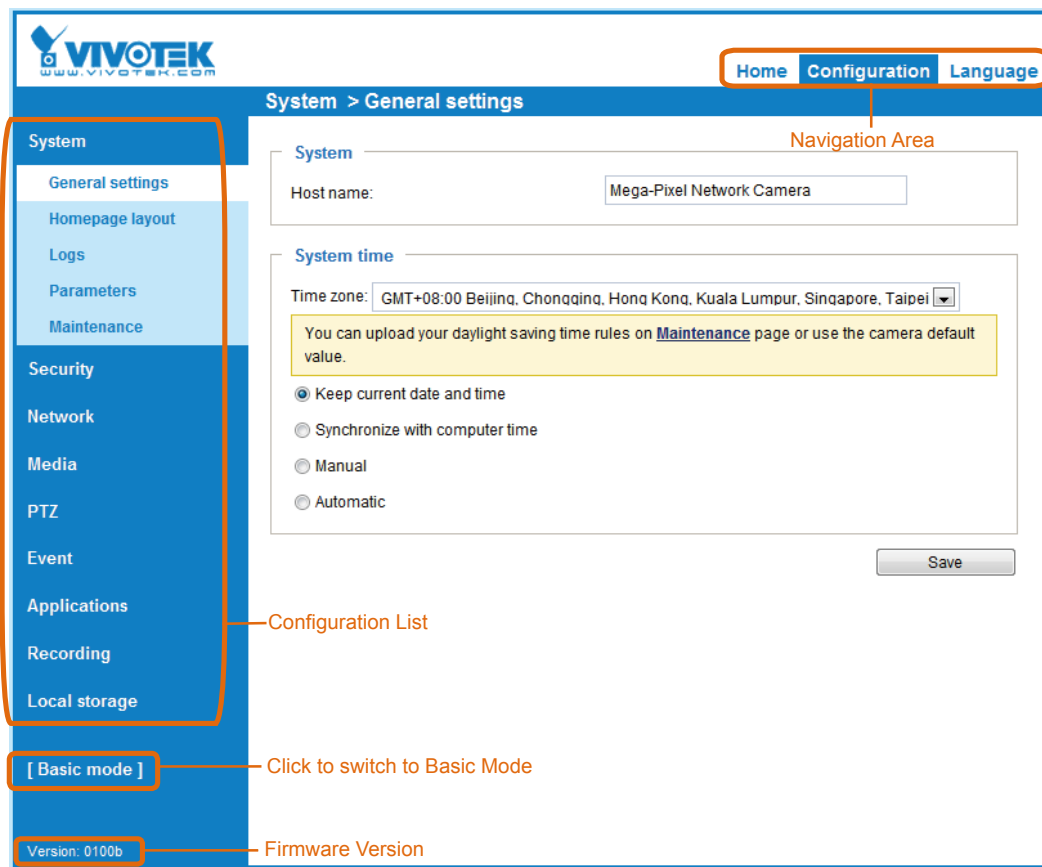 VIVOTEK
www.vivotek.com
Home Configuration Language
System > General settings
Navigation Area
System
General settings
Homepage layout
Logs
Parameters
Maintenance
Security
Network
Media
PTZ
Event
Applications
Recording
Local storage
[ Basic mode ]
Version: 0100b
System
Host name: Mega-Pixel Network Camera
System time
Time zone: GMT+08:00 Beijing, Chongqing, Hong Kong, Kuala Lumpur, Singapore, Taipei
You can upload your daylight saving time rules on Maintenance page or use the camera default
value.
Keep current date and time
Synchronize with computer time
Manual
Automatic
Save
Configuration List
Click to switch to Basic Mode
Firmware Version